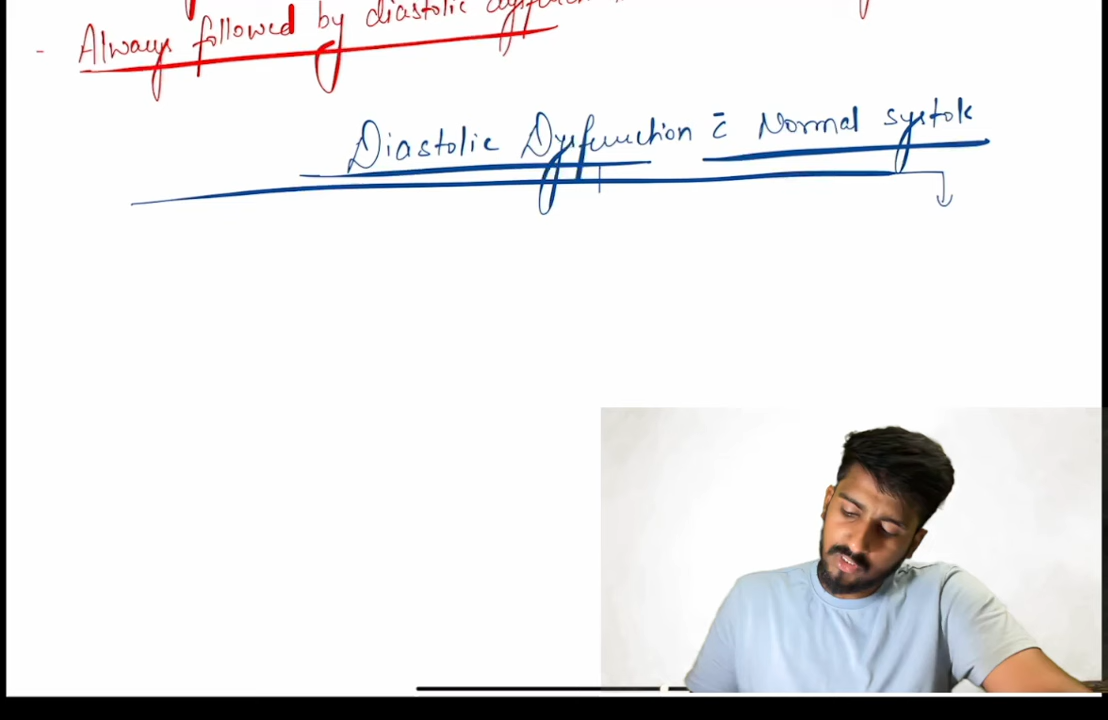 - Always followed by diastolic
Diastolic Dysfunction c̄ Normal systole